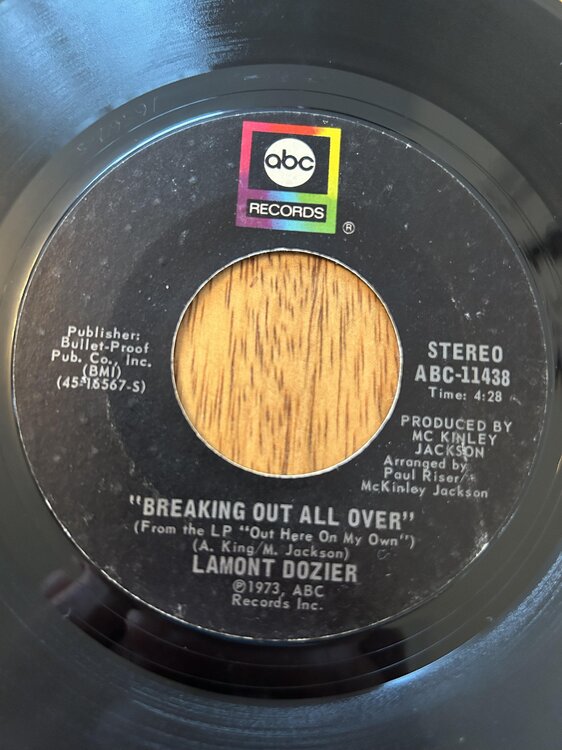 abc
RECORDS
®
Publisher:
Bullet-Proof
Pub. Co., Inc.
(BMI)
(45-16567-S)
STEREO
ABC-11438
Time: 4:28
PRODUCED BY
MC KINLEY
JACKSON
Arranged by
Paul Riser/
McKinley Jackson
"BREAKING OUT ALL OVER"
(From the LP "Out Here On My Own")
(A. King/M. Jackson)
LAMONT DOZIER
℗1973, ABC
Records Inc.